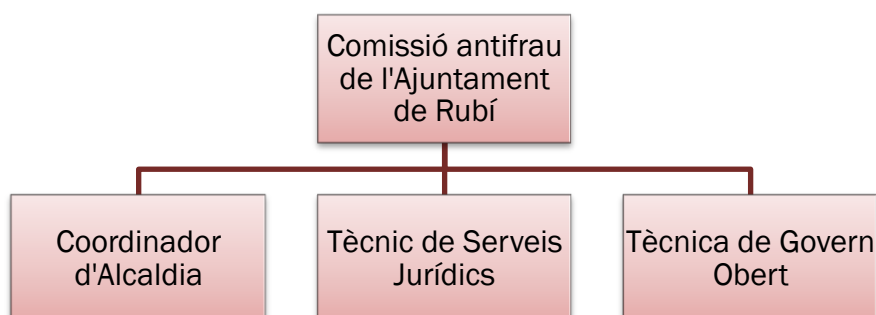 Comissió antifrau
de l'Ajuntament
de Rubí
Coordinador
d'Alcaldia
Tècnic de Serveis
Jurídics
Tècnica de Govern
Obert